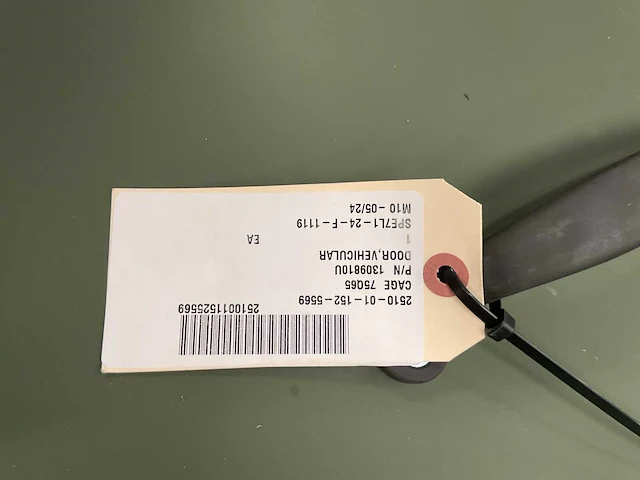 2510011525569
2510-01-152-5569
CAGE 75Q65
P/N 1309810U
DOOR,VEHICULAR
1 EA
SPE7L1-24-F-1119
M10-05/24